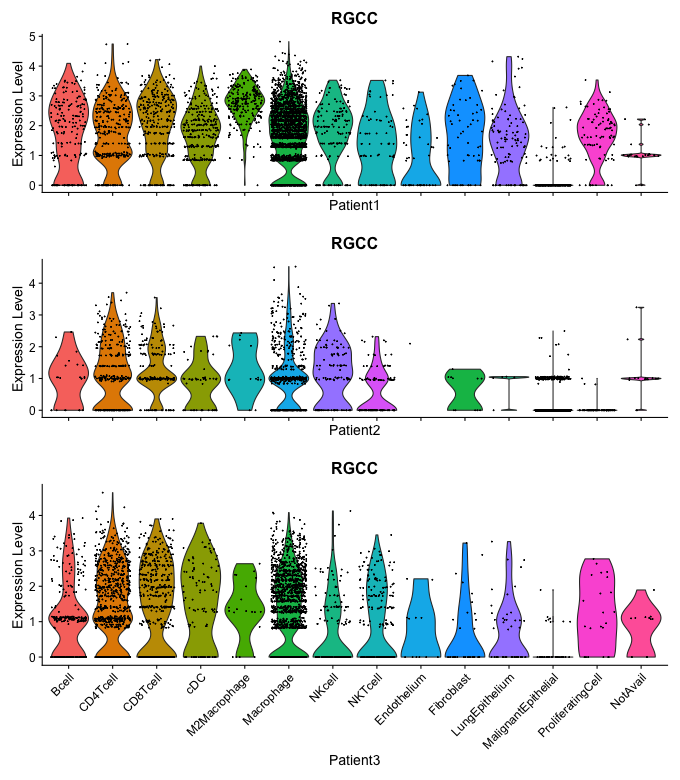 RGCC
Expression Level
5
4
3
2
1
0
Patient1
RGCC
Expression Level
4
3
2
1
0
Patient2
RGCC
Expression Level
4
3
2
1
0
Bcell
CD4Tcell
CD8Tcell
cDC
M2Macrophage
Macrophage
NKcell
NKTcell
Endothelium
Fibroblast
LungEpithelium
MalignantEpithelial
ProliferatingCell
NotAvail
Patient3